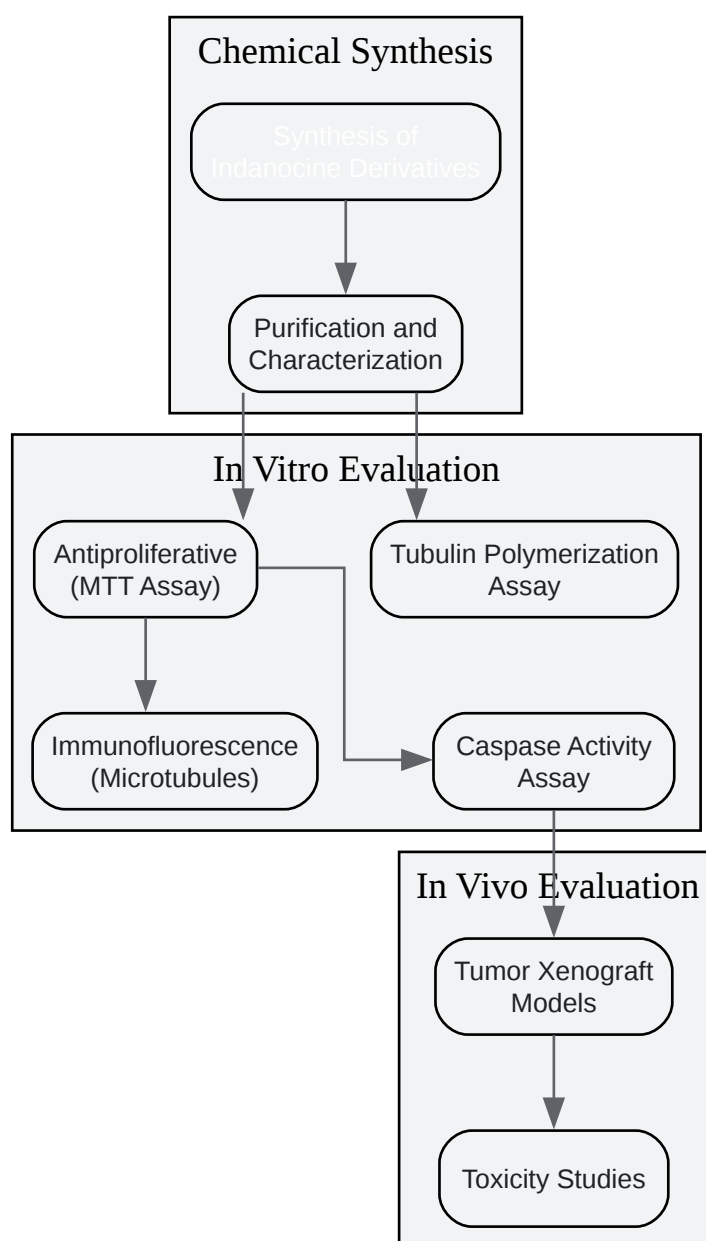 Chemical Synthesis
Synthesis of
Indanocine Derivatives
Purification and
Characterization
In Vitro Evaluation
Antiproliferative
(MTT Assay)
Tubulin Polymerization
Assay
Immunofluorescence
(Microtubules)
Caspase Activity
Assay
In Vivo Evaluation
Tumor Xenograft
Models
Toxicity Studies